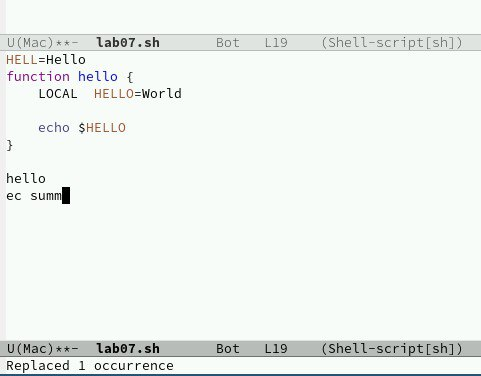 U(Mac)**-  lab07.sh       Bot   L19    (Shell-script[sh])
HELL=Hello
function hello {
    LOCAL  HELLO=World

    echo $HELLO
}

hello
ec summ
U(Mac)**-  lab07.sh       Bot   L19    (Shell-script[sh])
Replaced 1 occurrence